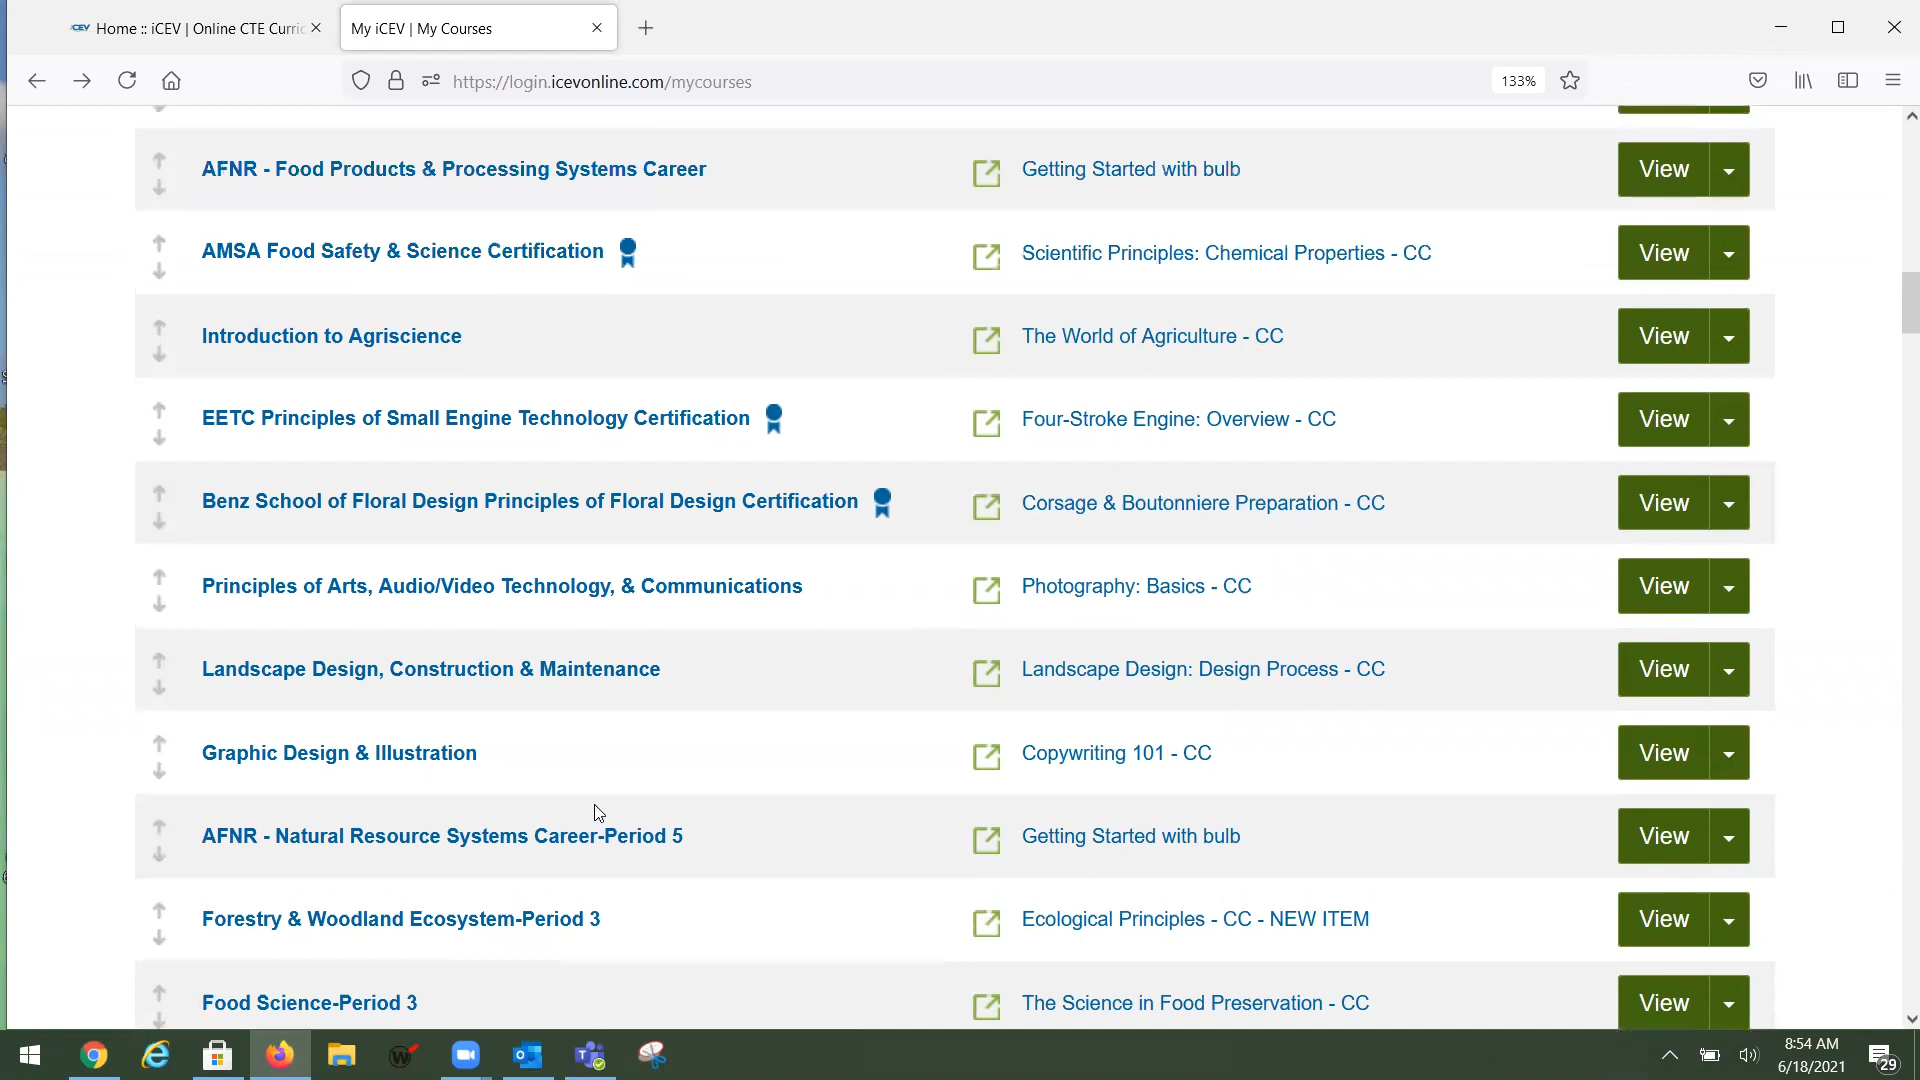 Home :: iCEV | Online CTE Curric
My iCEV | My Courses
https://login.icevonline.com/mycourses
133%
AFNR - Food Products & Processing Systems Career
Getting Started with bulb
View
AMSA Food Safety & Science Certification
Scientific Principles: Chemical Properties - CC
View
Introduction to Agriscience
The World of Agriculture - CC
View
EETC Principles of Small Engine Technology Certification
Four-Stroke Engine: Overview - CC
View
Benz School of Floral Design Principles of Floral Design Certification
Corsage & Boutonniere Preparation - CC
View
Principles of Arts, Audio/Video Technology, & Communications
Photography: Basics - CC
View
Landscape Design, Construction & Maintenance
Landscape Design: Design Process - CC
View
Graphic Design & Illustration
Copywriting 101 - CC
View
AFNR - Natural Resource Systems Career-Period 5
Getting Started with bulb
View
Forestry & Woodland Ecosystem-Period 3
Ecological Principles - CC - NEW ITEM
View
Food Science-Period 3
The Science in Food Preservation - CC
View
8:54 AM
6/18/2021
29